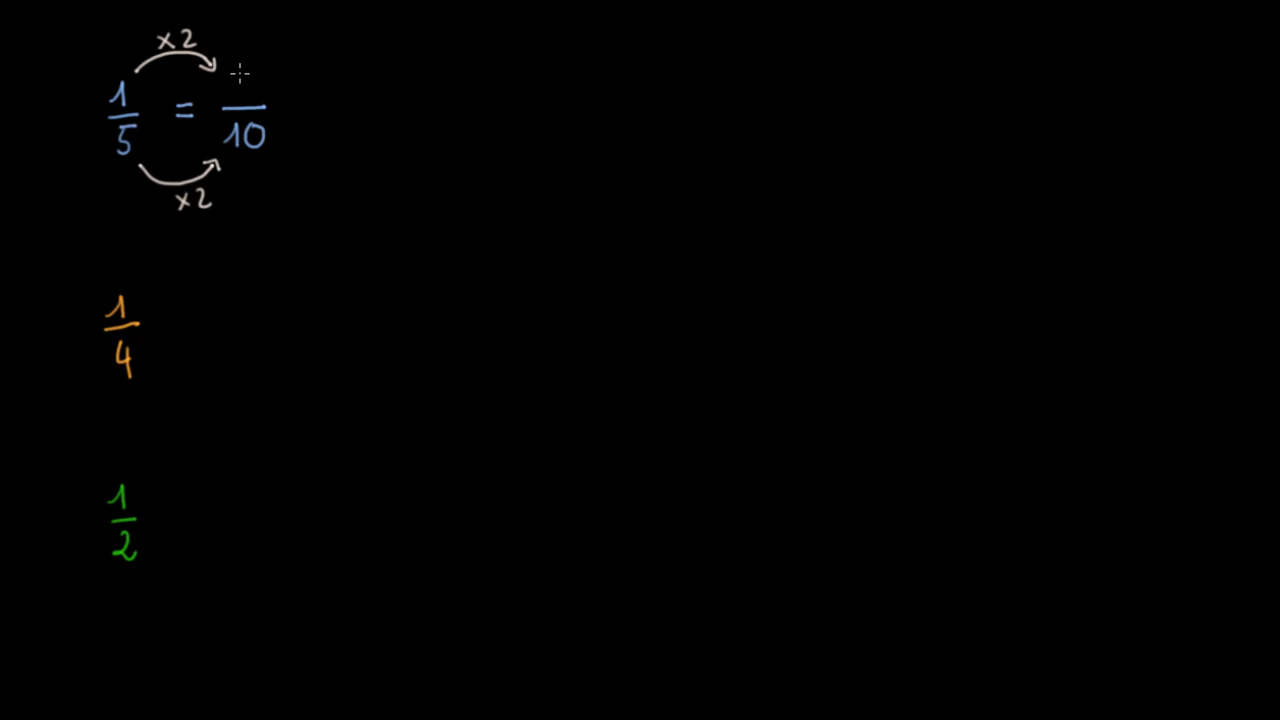 ×2
1/5 = /10
×2
1/4
1/2